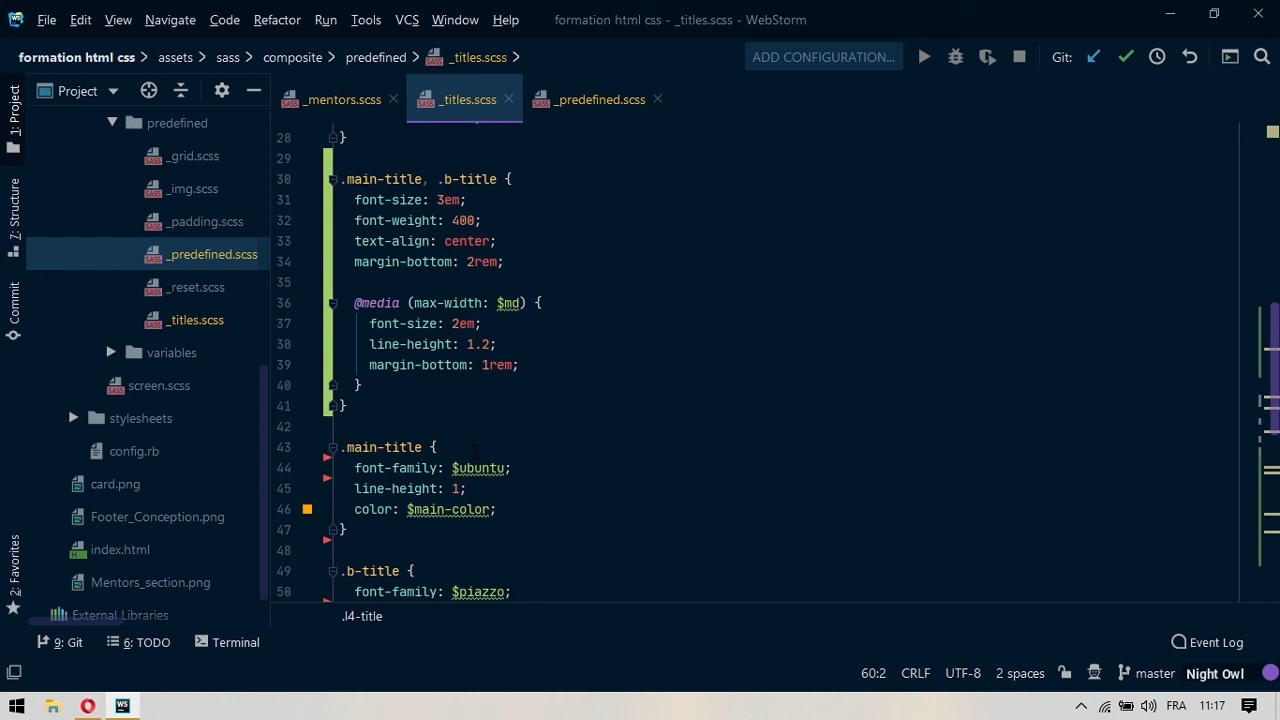 File Edit View Navigate Code Refactor Run Tools VCS Window Help formation html css - _titles.scss - WebStorm
formation html css assets sass composite predefined _titles.scss ADD CONFIGURATION... Git:
1: Project
7: Structure
Commit
2: Favorites
Project
predefined
_grid.scss
_img.scss
_padding.scss
_predefined.scss
_reset.scss
_titles.scss
variables
screen.scss
stylesheets
config.rb
card.png
Footer_Conception.png
index.html
Mentors_section.png
External Libraries
_mentors.scss _titles.scss _predefined.scss
28 }
29
30 .main-title, .b-title {
31 font-size: 3em;
32 font-weight: 400;
33 text-align: center;
34 margin-bottom: 2rem;
35
36 @media (max-width: $md) {
37 font-size: 2em;
38 line-height: 1.2;
39 margin-bottom: 1rem;
40 }
41 }
42
43 .main-title {
44 font-family: $ubuntu;
45 line-height: 1;
46 color: $main-color;
47 }
48
49 .b-title {
50 font-family: $piazzo;
.l4-title
9: Git 6: TODO Terminal Event Log
60:2 CRLF UTF-8 2 spaces master Night Owl
FRA 11:17